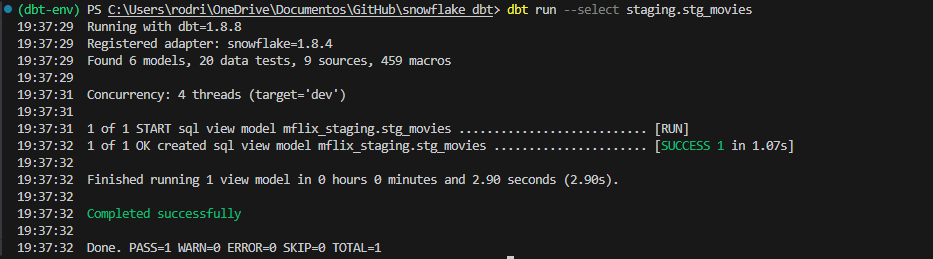 (dbt-env) PS C:\Users\rodri\OneDrive\Documentos\GitHub\snowflake_dbt> dbt run --select staging.stg_movies
19:37:29  Running with dbt=1.8.8
19:37:29  Registered adapter: snowflake=1.8.4
19:37:29  Found 6 models, 20 data tests, 9 sources, 459 macros
19:37:29
19:37:31  Concurrency: 4 threads (target='dev')
19:37:31
19:37:31  1 of 1 START sql view model mflix_staging.stg_movies ........................... [RUN]
19:37:32  1 of 1 OK created sql view model mflix_staging.stg_movies ...................... [SUCCESS 1 in 1.07s]
19:37:32
19:37:32  Finished running 1 view model in 0 hours 0 minutes and 2.90 seconds (2.90s).
19:37:32
19:37:32  Completed successfully
19:37:32
19:37:32  Done. PASS=1 WARN=0 ERROR=0 SKIP=0 TOTAL=1